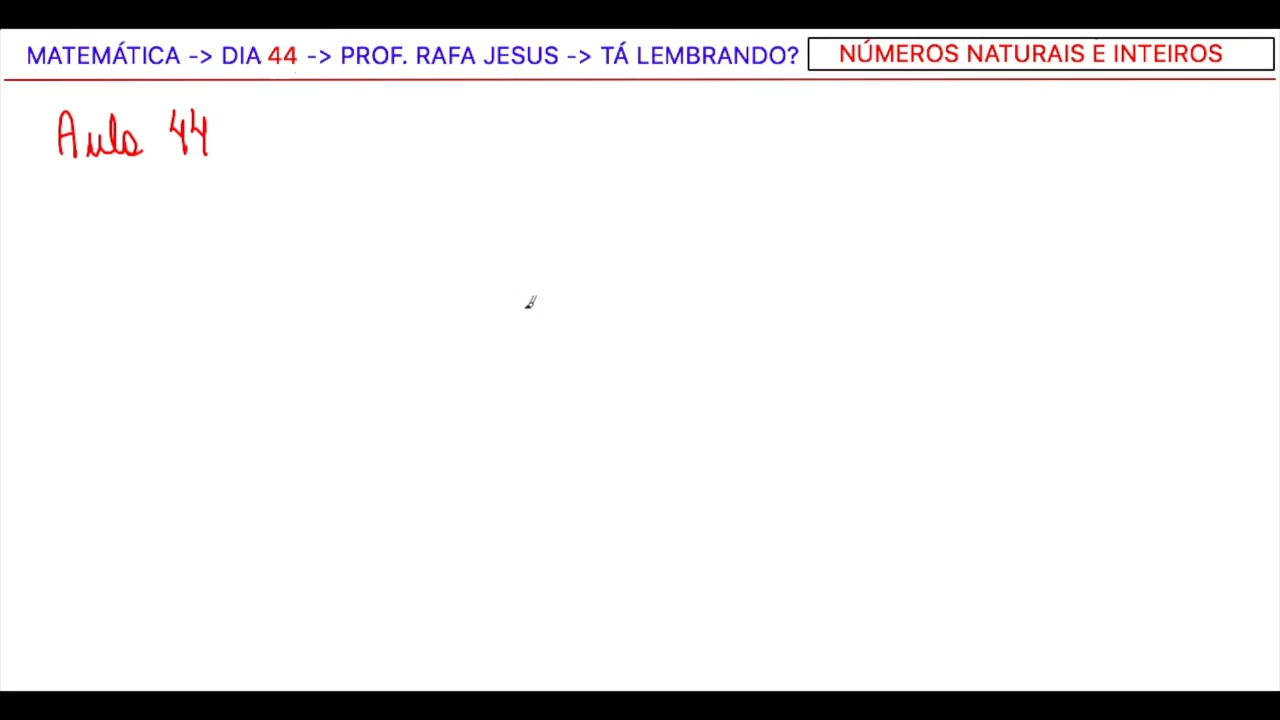 MATEMÁTICA -> DIA 44 -> PROF. RAFA JESUS -> TÁ LEMBRANDO? NÚMEROS NATURAIS E INTEIROS
Aula 44